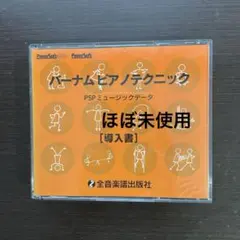 PianoSoft PianoSoft
バーナムピアノテクニック
PSPミュージックデータ
ほぼ未使用
[導入書]
全音楽譜出版社